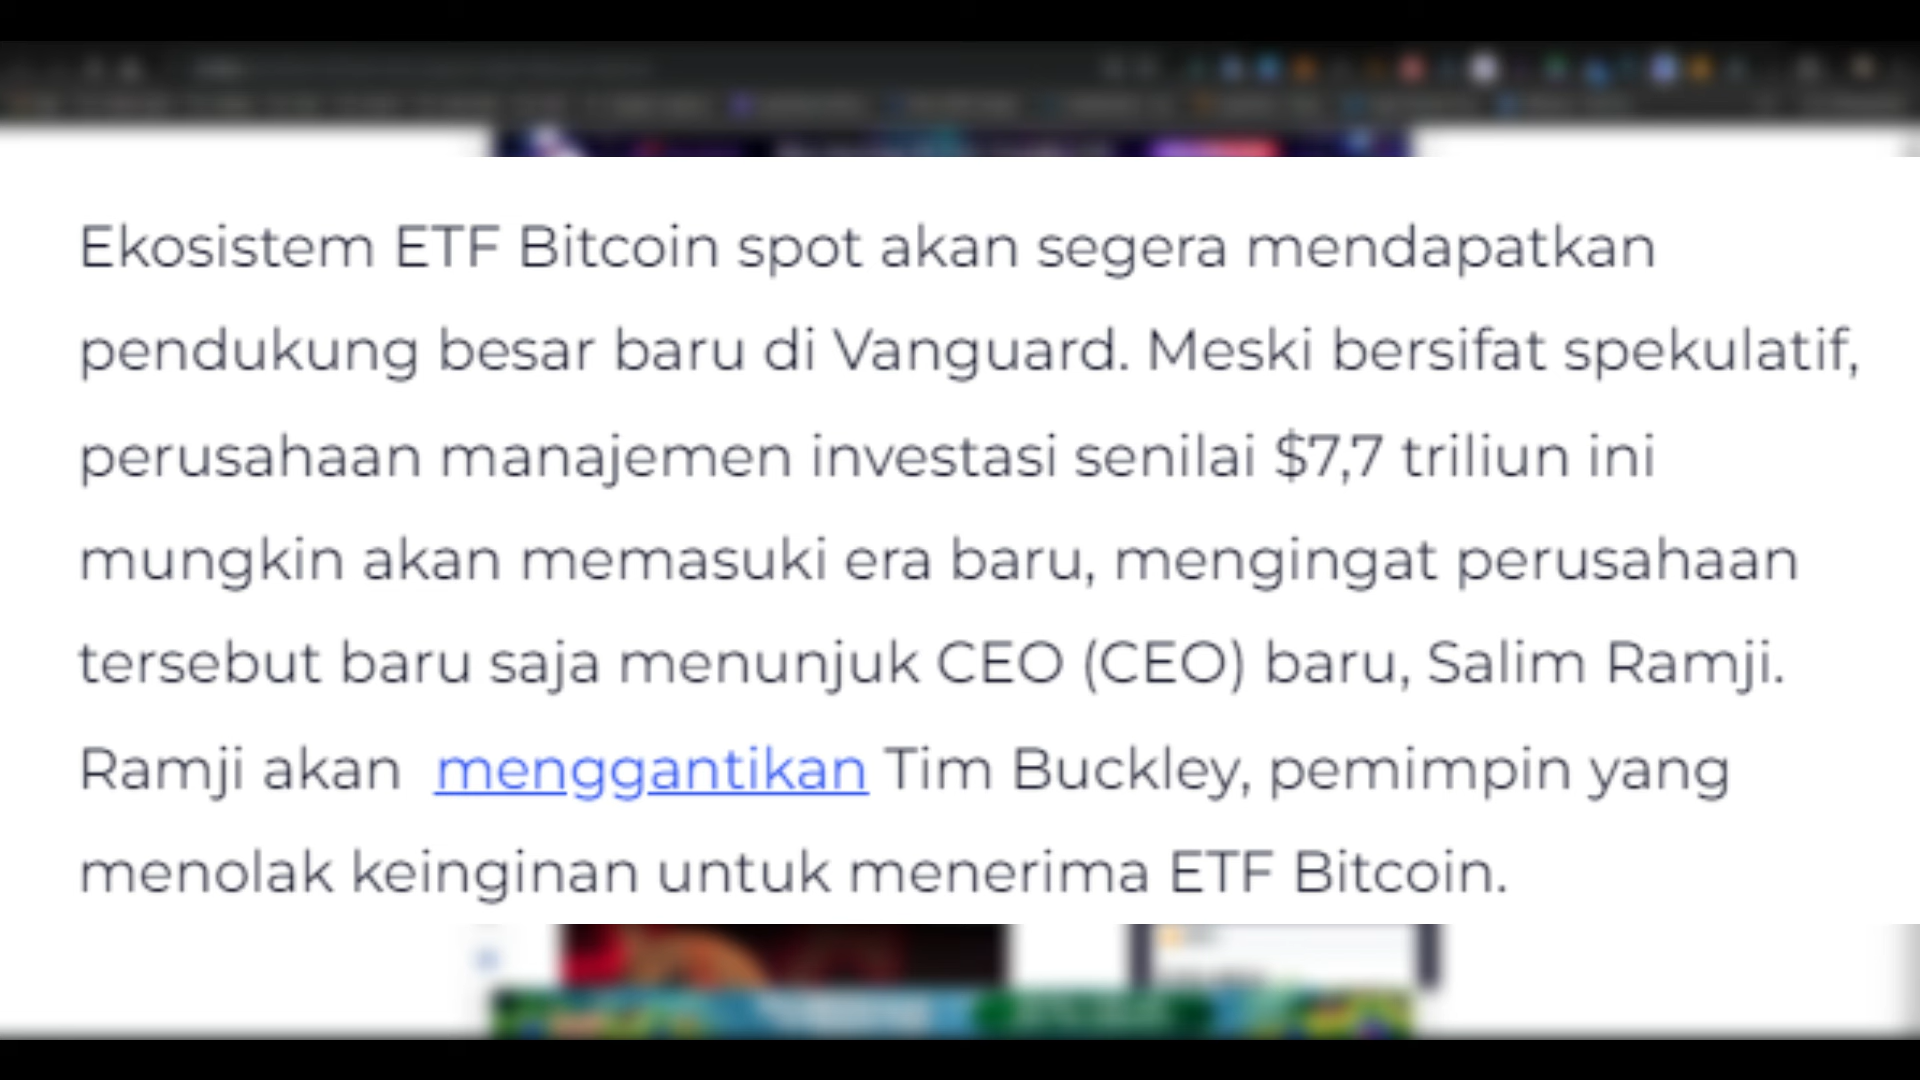 Ekosistem ETF Bitcoin spot akan segera mendapatkan
pendukung besar baru di Vanguard. Meski bersifat spekulatif,
perusahaan manajemen investasi senilai $7,7 triliun ini
mungkin akan memasuki era baru, mengingat perusahaan
tersebut baru saja menunjuk CEO (CEO) baru, Salim Ramji.
Ramji akan menggantikan Tim Buckley, pemimpin yang
menolak keinginan untuk menerima ETF Bitcoin.